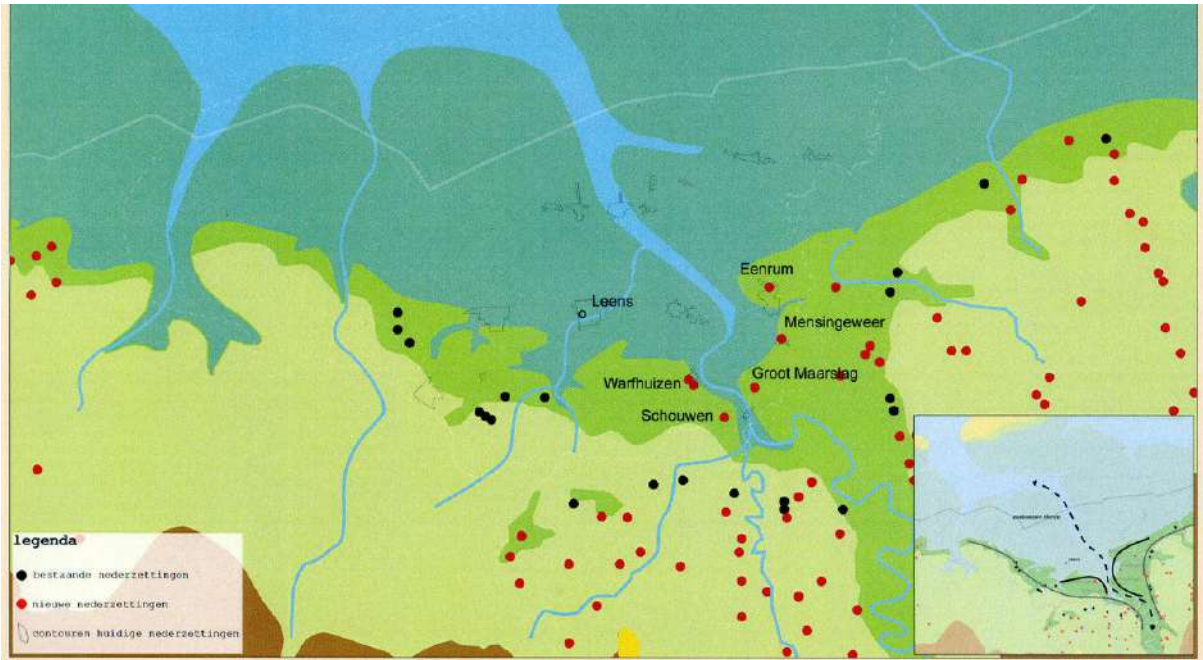 Eenrum
Leens
Mensingeweer
Groot Maarslag
Warfhuizen
Schouwen
legenda
bestaande nederzettingen
nieuwe nederzettingen
contouren huidige nederzettingen